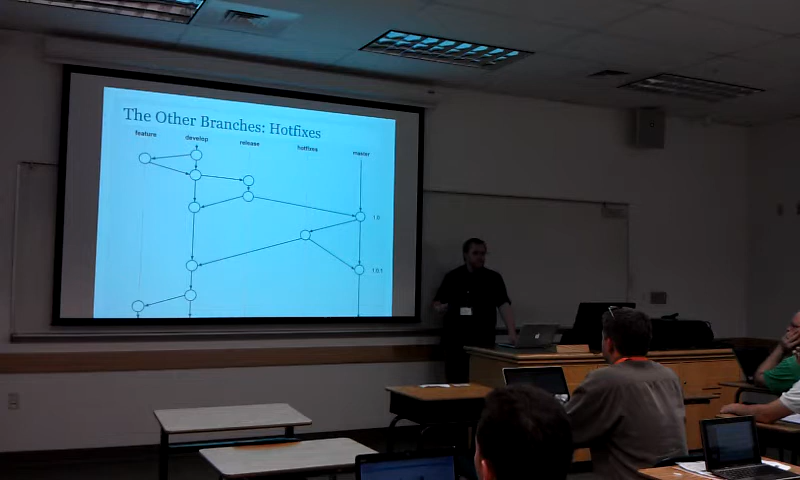 The Other Branches: Hotfixes
feature develop release hotfixes master
1.0
1.0.1